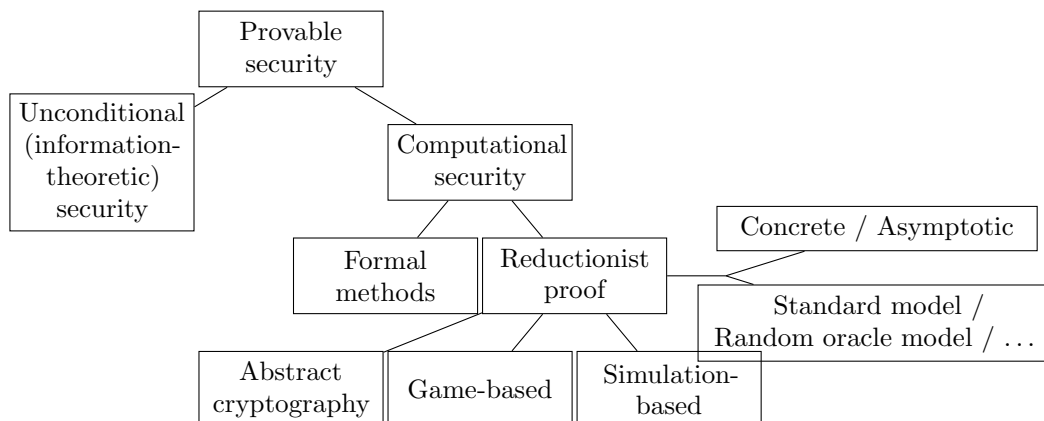 Provable
security
Unconditional
(information-
theoretic)
security
Computational
security
Formal
methods
Reductionist
proof
Concrete / Asymptotic
Standard model /
Random oracle model / …
Abstract
cryptography
Game-based
Simulation-
based